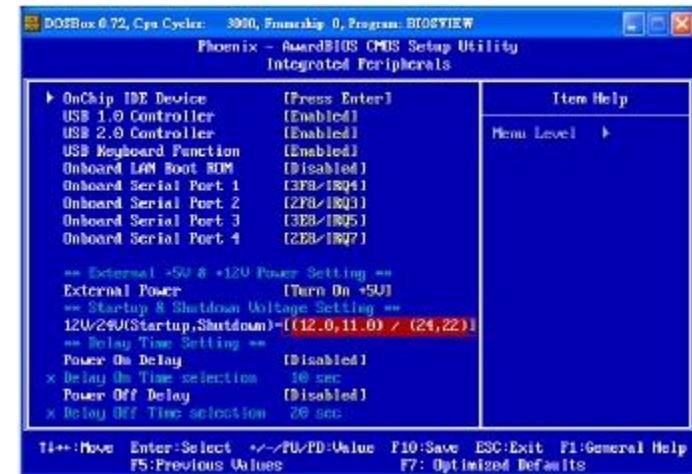 DOSBox 0.72, Cpu Cycles: 3000, Frameskip 0, Program: BIOSVIEW
Phoenix - AwardBIOS CMOS Setup Utility
Integrated Peripherals
OnChip IDE Device [Press Enter]
USB 1.0 Controller [Enabled]
USB 2.0 Controller [Enabled]
USB Keyboard Function [Enabled]
Onboard LAN Boot ROM [Disabled]
Onboard Serial Port 1 [3F8/IRQ4]
Onboard Serial Port 2 [2F8/IRQ3]
Onboard Serial Port 3 [3E8/IRQ5]
Onboard Serial Port 4 [2E8/IRQ7]
== External +5V & +12V Power Setting ==
External Power [Turn On +5V]
== Startup & Shutdown Voltage Setting ==
12V/24V(Startup,Shutdown)=[(12.0,11.0) / (24,22)]
== Delay Time Setting ==
Power On Delay [Disabled]
x Delay On Time selection 10 sec
Power Off Delay [Disabled]
x Delay Off Time selection 20 sec
Item Help
Menu Level
↑↓→←:Move Enter:Select +/-/PU/PD:Value F10:Save ESC:Exit F1:General Help
F5:Previous Values F7: Optimized Defaults